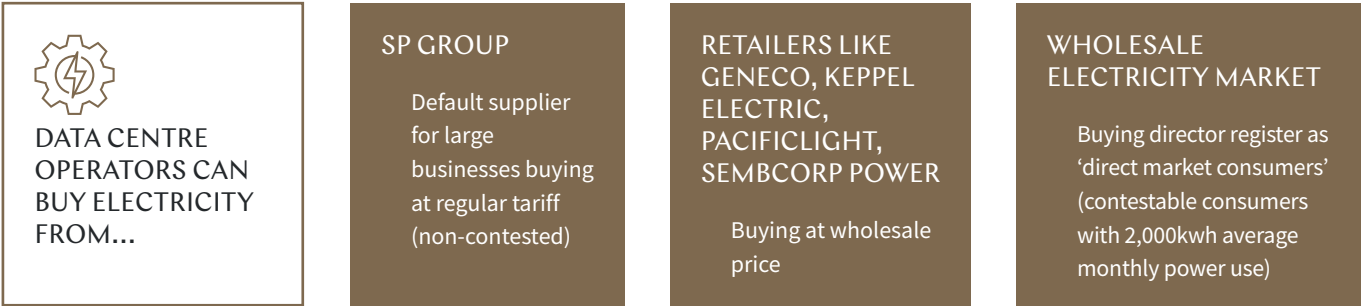 DATA CENTRE
OPERATORS CAN
BUY ELECTRICITY
FROM...
SP GROUP
Default supplier
for large
businesses buying
at regular tariff
(non-contested)
RETAILERS LIKE
GENECO, KEPPEL
ELECTRIC,
PACIFICLIGHT,
SEMBCORP POWER
Buying at wholesale
price
WHOLESALE
ELECTRICITY MARKET
Buying director register as
‘direct market consumers’
(contestable consumers
with 2,000kwh average
monthly power use)